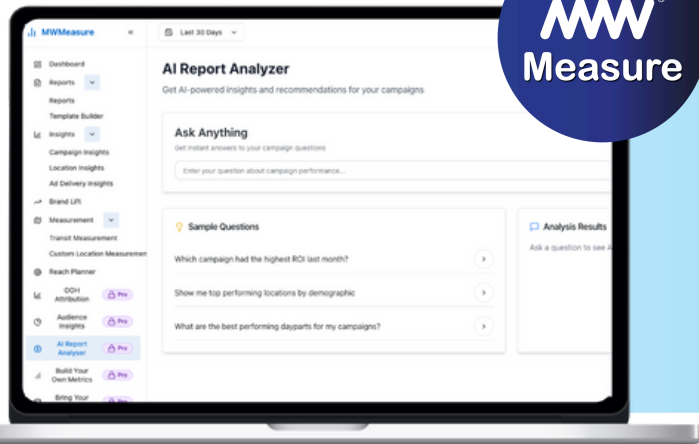 MW
®
Measure
MWMeasure
«
Last 30 Days
Dashboard
Reports
Reports
Template Builder
Insights
Campaign Insights
Location Insights
Ad Delivery Insights
Brand Lift
Measurement
Transit Measurement
Custom Location Measuremen
Reach Planner
OOH
Attribution
Pro
Audience
Insights
Pro
AI Report
Analyser
Pro
Build Your
Own Metrics
Pro
Bring Your
Pro
AI Report Analyzer
Get AI-powered insights and recommendations for your campaigns
Ask Anything
Get instant answers to your campaign questions
Enter your question about campaign performance...
Sample Questions
Which campaign had the highest ROI last month?
Show me top performing locations by demographic
What are the best performing dayparts for my campaigns?
Analysis Results
Ask a question to see A